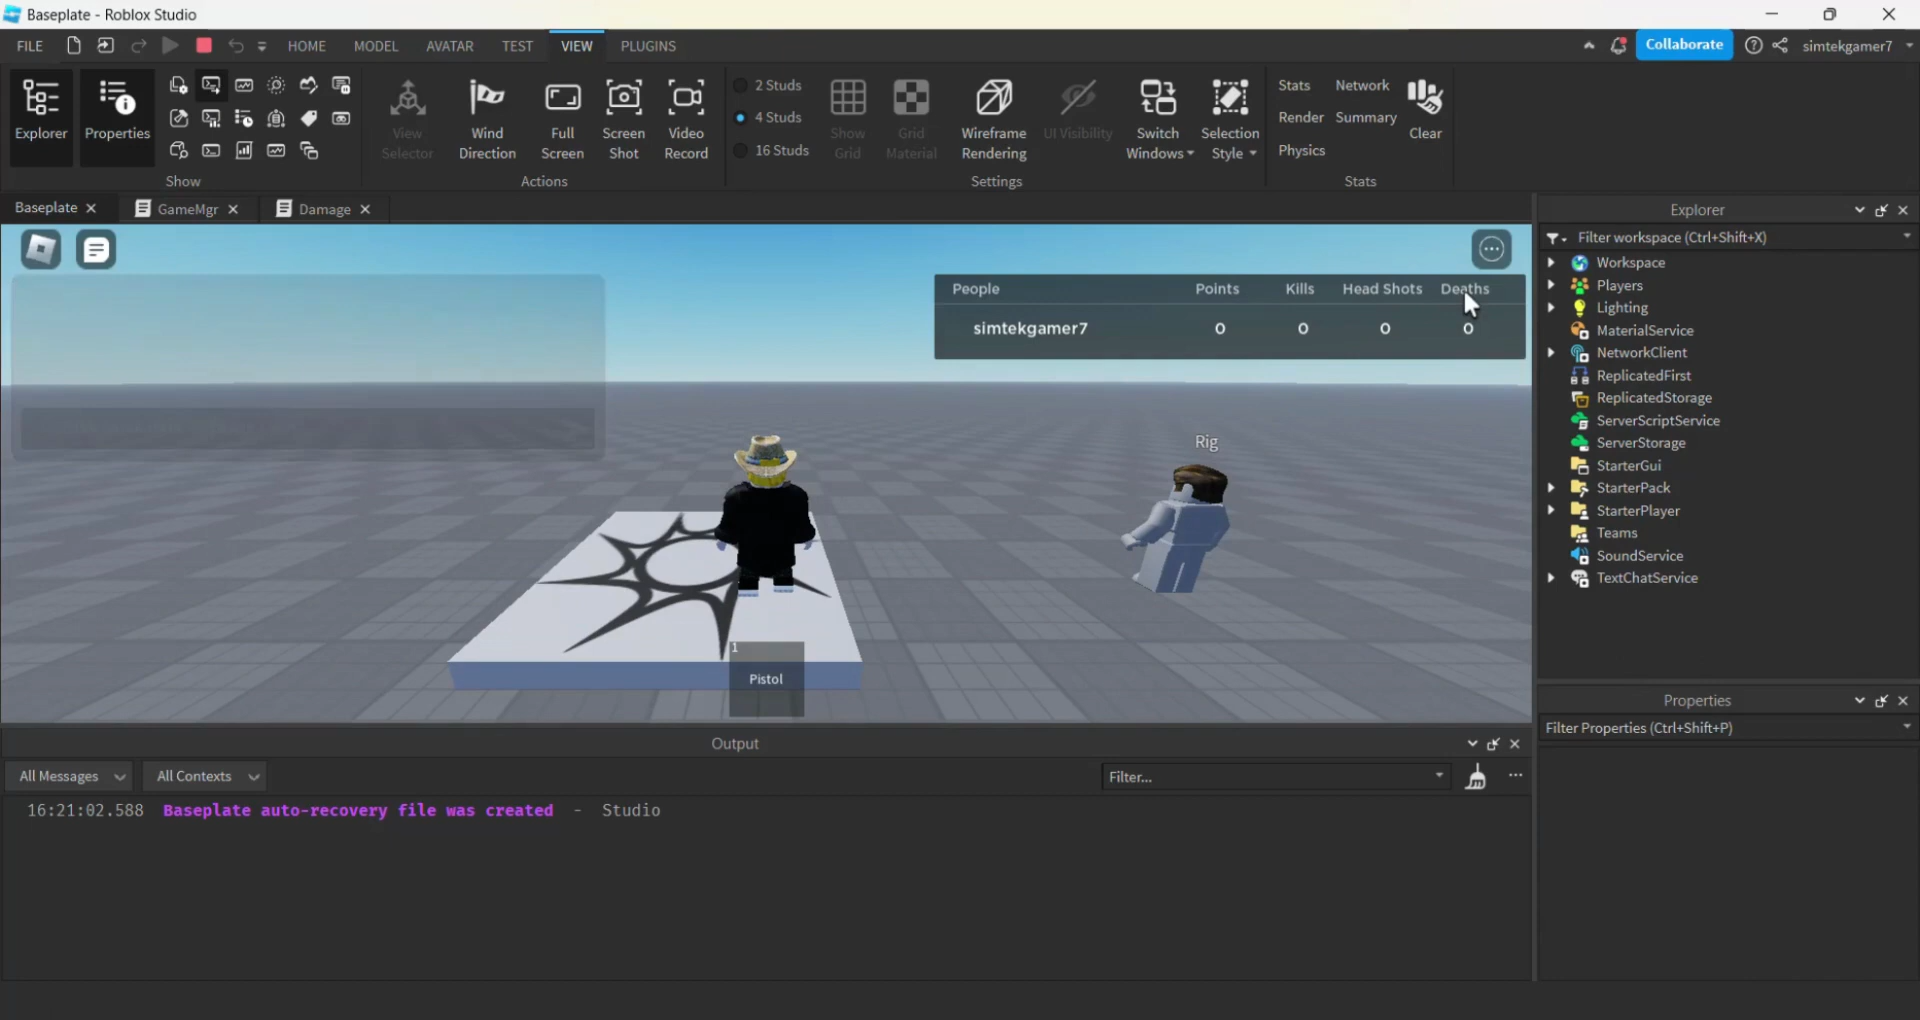 Baseplate - Roblox Studio
FILE HOME MODEL AVATAR TEST VIEW PLUGINS Collaborate simtekgamer7
Explorer
Properties
Show
View
Selector
Wind
Direction
Full
Screen
Screen
Shot
Video
Record
Actions
2 Studs
4 Studs
16 Studs
Show
Grid
Grid
Material
Wireframe
Rendering
UI Visibility
Switch
Windows
Selection
Style
Settings
Stats Network
Render Summary
Physics
Clear
Stats
Baseplate GameMgr Damage
People Points Kills Head Shots Deaths
simtekgamer7 0 0 0 0
Rig
1
Pistol
Explorer
Filter workspace (Ctrl+Shift+X)
Workspace
Players
Lighting
MaterialService
NetworkClient
ReplicatedFirst
ReplicatedStorage
ServerScriptService
ServerStorage
StarterGui
StarterPack
StarterPlayer
Teams
SoundService
TextChatService
Properties
Filter Properties (Ctrl+Shift+P)
Output
All Messages All Contexts Filter...
16:21:02.588 Baseplate auto-recovery file was created - Studio